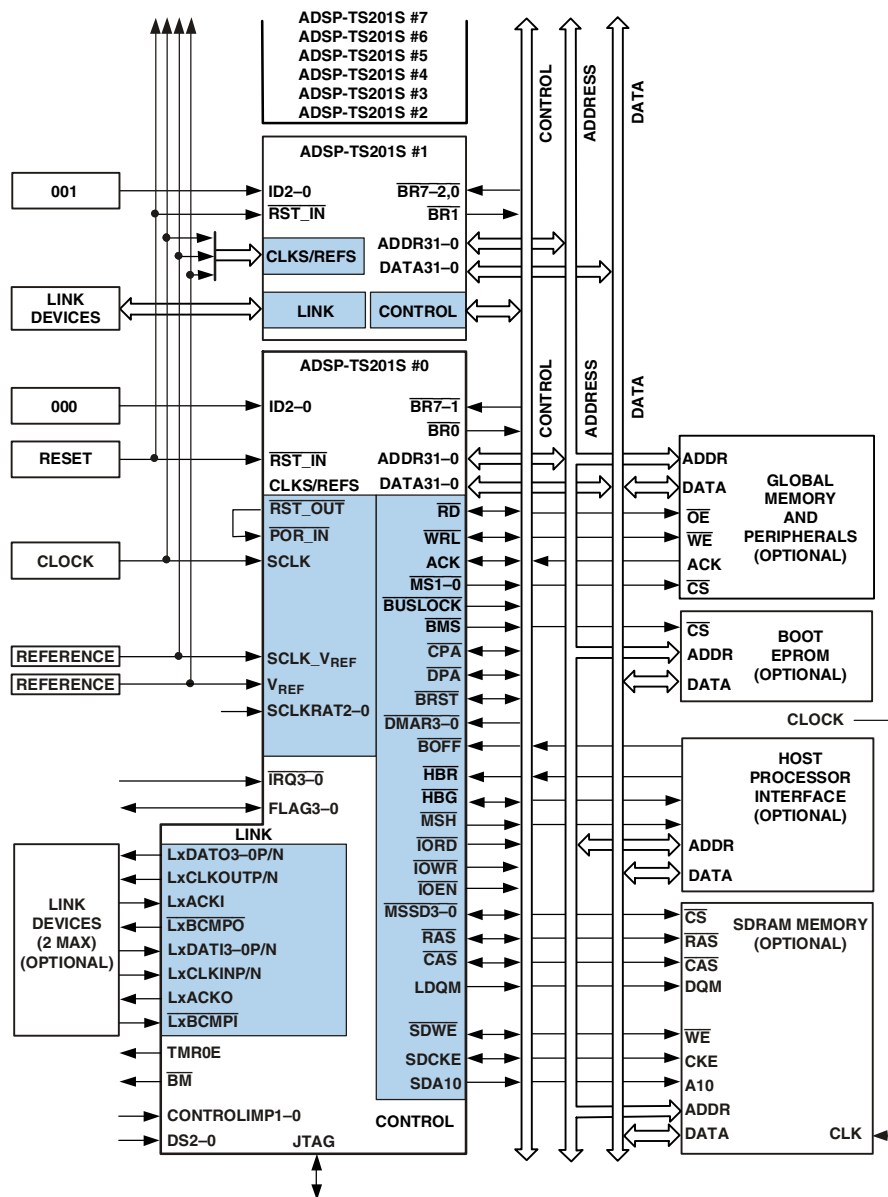 ADSP-TS201S #7
ADSP-TS201S #6
ADSP-TS201S #5
ADSP-TS201S #4
ADSP-TS201S #3
ADSP-TS201S #2
CONTROL
ADDRESS
DATA
ADSP-TS201S #1
001
ID2–0
BR7–2,0
RST_IN
BR1
CLKS/REFS
ADDR31–0
DATA31–0
LINK
DEVICES
LINK
CONTROL
ADSP-TS201S #0
CONTROL
ADDRESS
DATA
000
ID2–0
BR7–1
BR0
RESET
RST_IN
ADDR31–0
CLKS/REFS
DATA31–0
RST_OUT
POR_IN
CLOCK
SCLK
REFERENCE
SCLK_VREF
REFERENCE
VREF
SCLKRAT2–0
RD
WRL
ACK
MS1–0
BUSLOCK
BMS
CPA
DPA
BRST
DMAR3–0
BOFF
HBR
HBG
MSH
IORD
IOWR
IOEN
MSSD3–0
RAS
CAS
LDQM
SDWE
SDCKE
SDA10
CONTROL
IRQ3–0
FLAG3–0
LINK
LINK
DEVICES
(2 MAX)
(OPTIONAL)
LxDATO3–0P/N
LxCLKOUTP/N
LxACKI
LxBCMPO
LxDATI3–0P/N
LxCLKINP/N
LxACKO
LxBCMPI
TMR0E
BM
CONTROLIMP1–0
DS2–0
JTAG
ADDR
DATA
OE
WE
ACK
CS
GLOBAL
MEMORY
AND
PERIPHERALS
(OPTIONAL)
CS
ADDR
DATA
BOOT
EPROM
(OPTIONAL)
CLOCK
HOST
PROCESSOR
INTERFACE
(OPTIONAL)
ADDR
DATA
SDRAM MEMORY
(OPTIONAL)
CS
RAS
CAS
DQM
WE
CKE
A10
ADDR
DATA
CLK